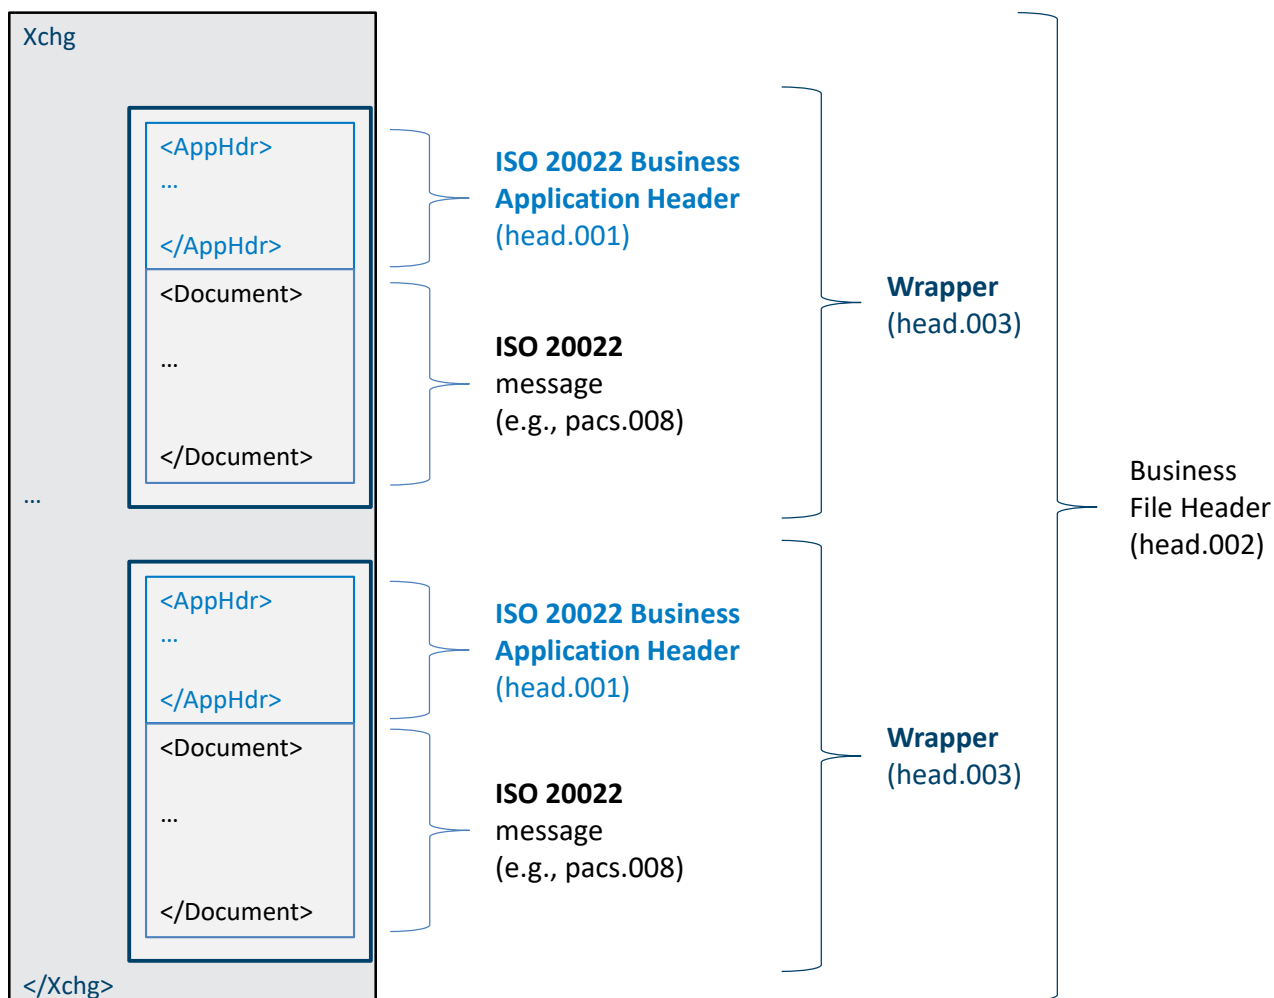 Xchg
<AppHdr>
...
</AppHdr>
<Document>
...
</Document>
ISO 20022 Business
Application Header
(head.001)
ISO 20022
message
(e.g., pacs.008)
Wrapper
(head.003)
...
<AppHdr>
...
</AppHdr>
<Document>
...
</Document>
ISO 20022 Business
Application Header
(head.001)
ISO 20022
message
(e.g., pacs.008)
Wrapper
(head.003)
Business
File Header
(head.002)
</Xchg>